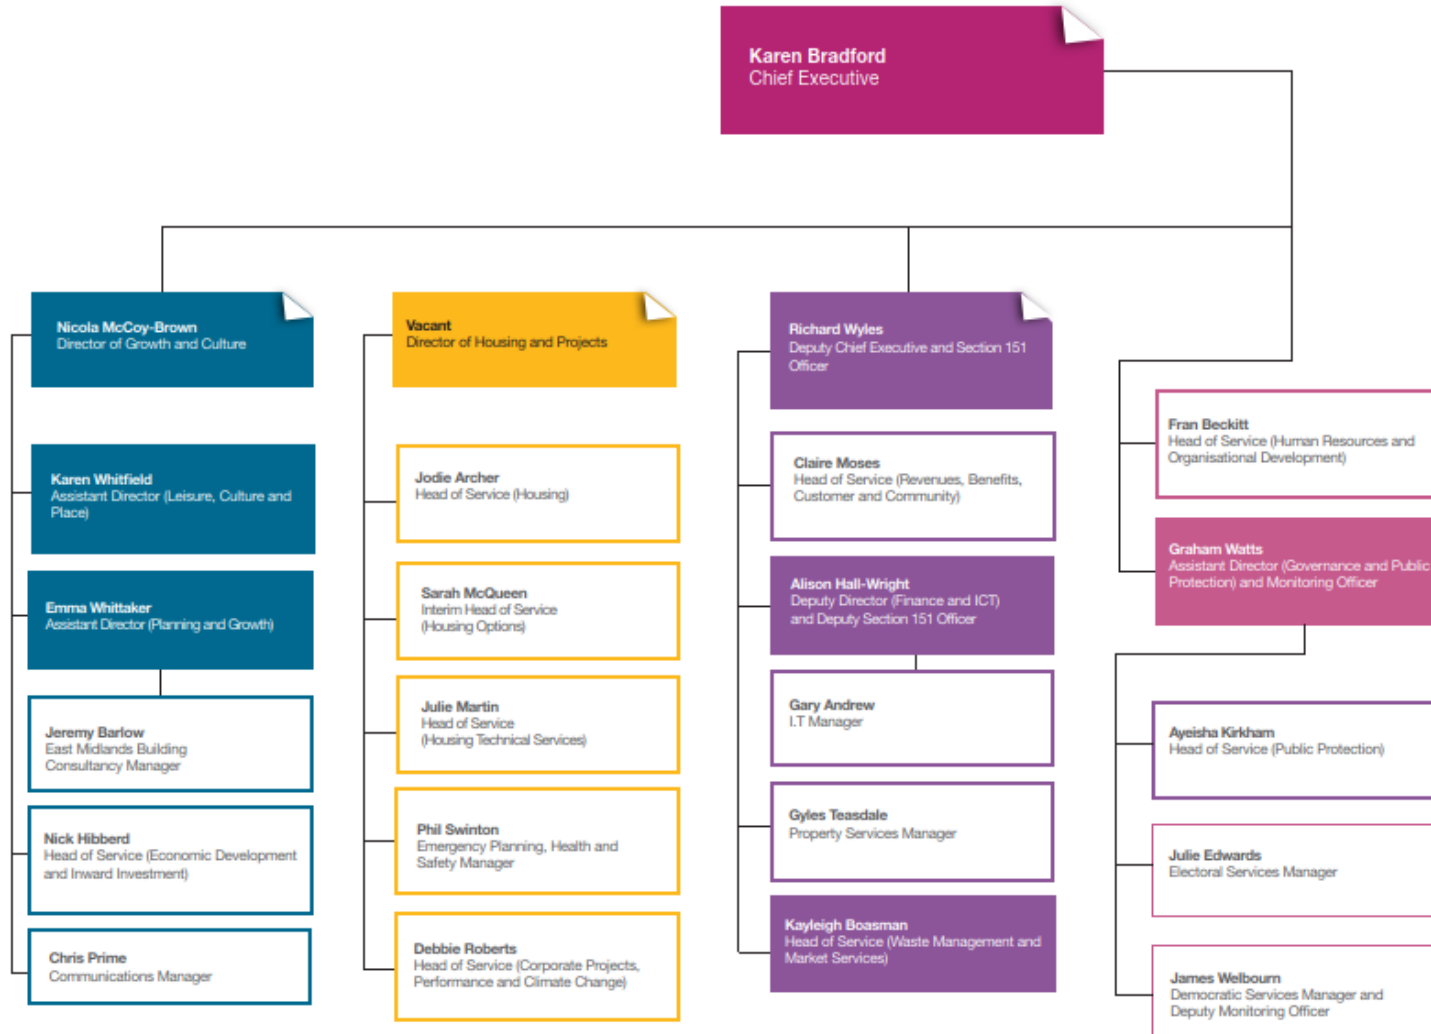 Karen Bradford
Chief Executive
Nicola McCoy-Brown
Director of Growth and Culture
Karen Whitfield
Assistant Director (Leisure, Culture and
Place)
Emma Whittaker
Assistant Director (Planning and Growth)
Jeremy Barlow
East Midlands Building
Consultancy Manager
Nick Hibberd
Head of Service (Economic Development
and Inward Investment)
Chris Prime
Communications Manager
Vacant
Director of Housing and Projects
Jodie Archer
Head of Service (Housing)
Sarah McQueen
Interim Head of Service
(Housing Options)
Julie Martin
Head of Service
(Housing Technical Services)
Phil Swinton
Emergency Planning, Health and
Safety Manager
Debbie Roberts
Head of Service (Corporate Projects,
Performance and Climate Change)
Richard Wyles
Deputy Chief Executive and Section 151
Officer
Claire Moses
Head of Service (Revenues, Benefits,
Customer and Community)
Alison Hall-Wright
Deputy Director (Finance and ICT)
and Deputy Section 151 Officer
Gary Andrew
I.T Manager
Gyles Teasdale
Property Services Manager
Kayleigh Boasman
Head of Service (Waste Management and
Market Services)
Fran Beckitt
Head of Service (Human Resources and
Organisational Development)
Graham Watts
Assistant Director (Governance and Public
Protection) and Monitoring Officer
Ayeisha Kirkham
Head of Service (Public Protection)
Julie Edwards
Electoral Services Manager
James Welbourn
Democratic Services Manager and
Deputy Monitoring Officer